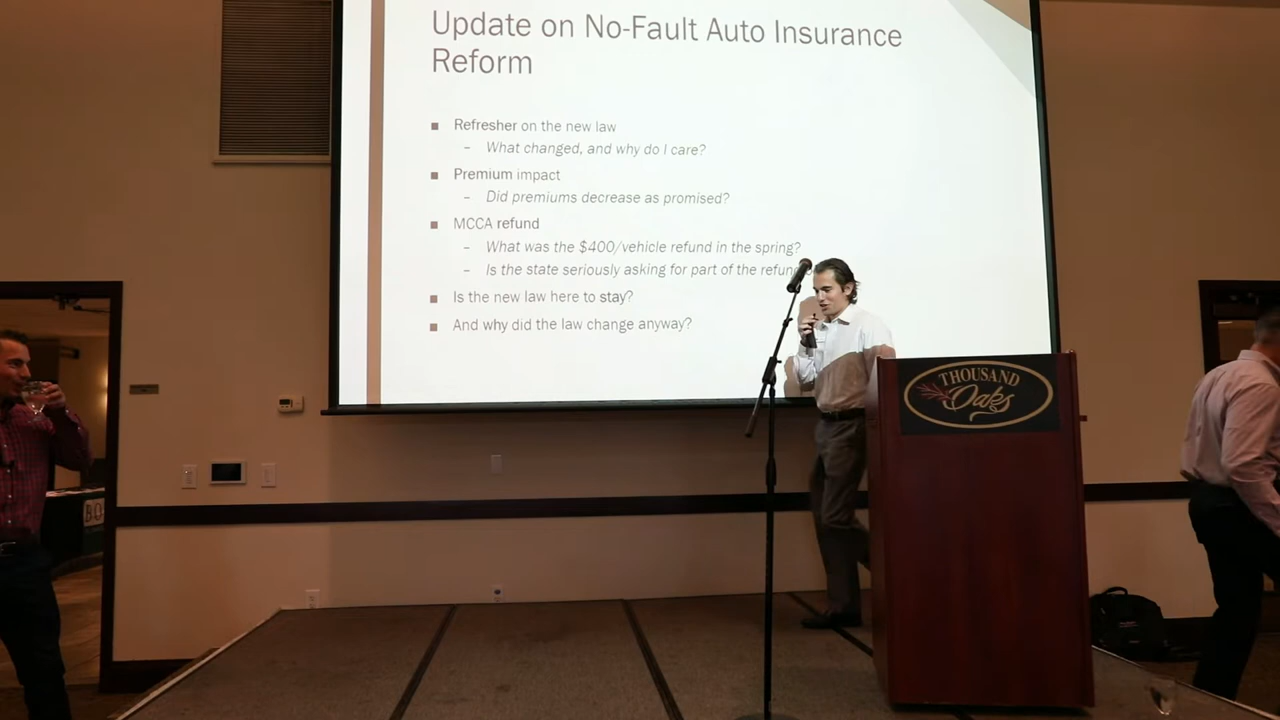 Update on No-Fault Auto Insurance
Reform
Refresher on the new law
– What changed, and why do I care?
Premium impact
– Did premiums decrease as promised?
MCCA refund
– What was the $400/vehicle refund in the spring?
– Is the state seriously asking for part of the
Is the new law here to stay?
And why did the law change anyway?
THOUSAND
Oaks